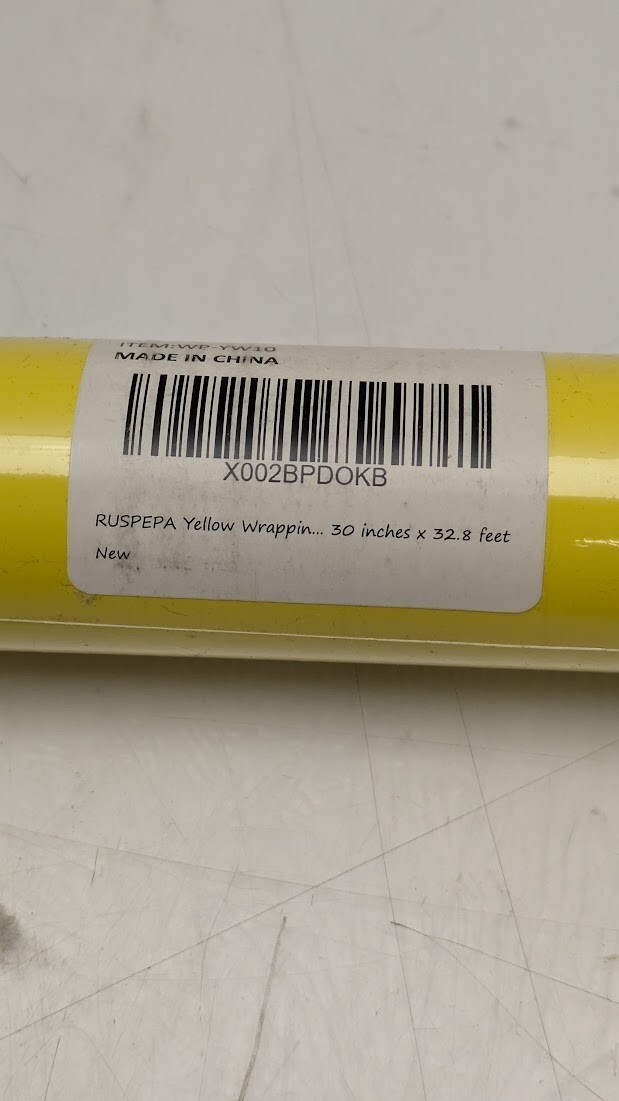 ITEM:WP-YW10
MADE IN CHINA
X002BPDOKB
RUSPEPA Yellow Wrappin... 30 inches x 32.8 feet
New